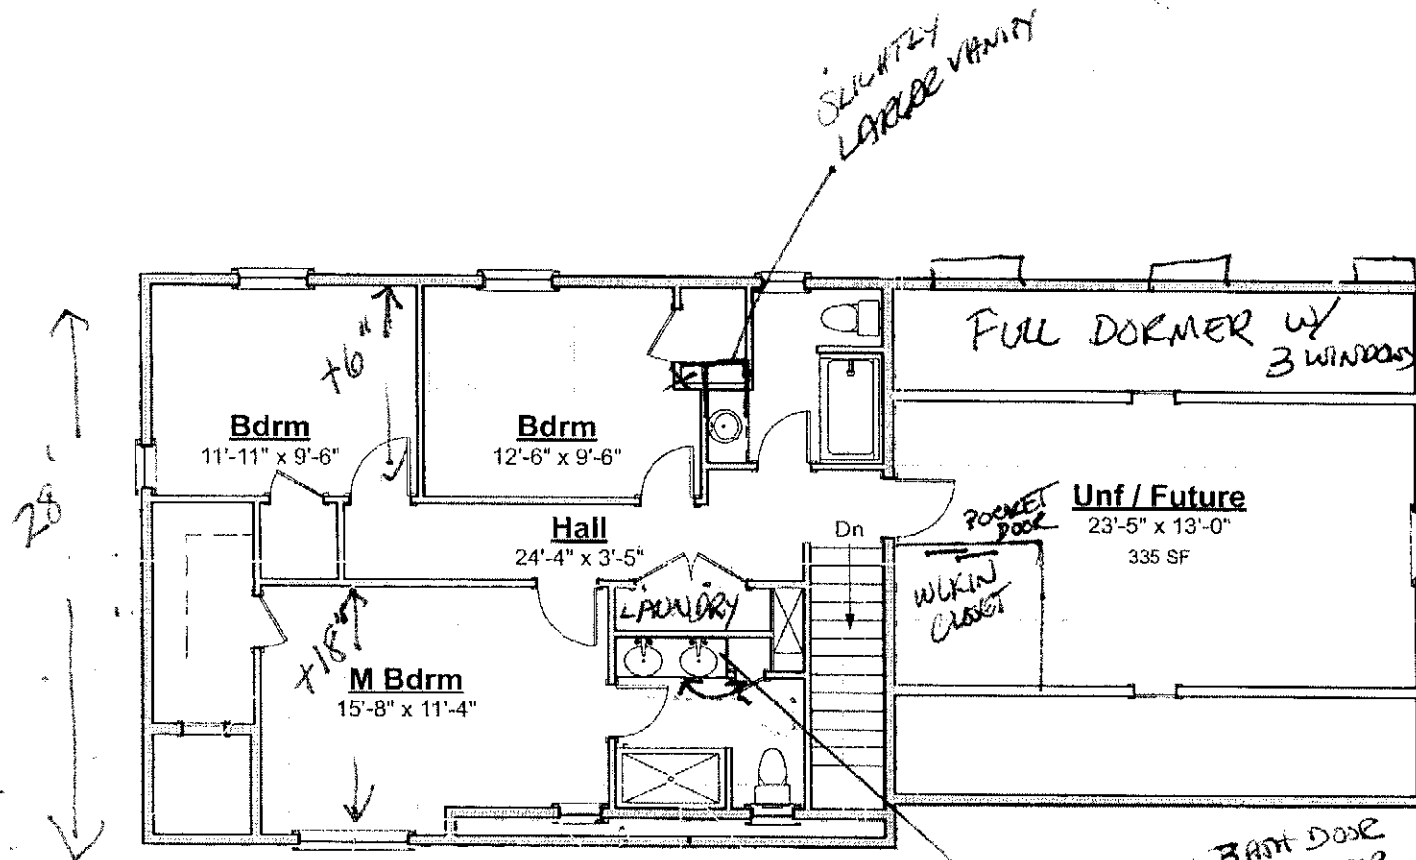 SLIGHTLY
LARGER VANITY
FULL DORMER W/
3 WINDOWS
+6"
Bdrm
11'-11" x 9'-6"
Bdrm
12'-6" x 9'-6"
28'
Hall
24'-4" x 3'-5"
Dn
POCKET
DOOR
Unf / Future
23'-5" x 13'-0"
335 SF
WLKIN
CLOSET
LAUNDRY
+18"
M Bdrm
15'-8" x 11'-4"
BATH DOOR